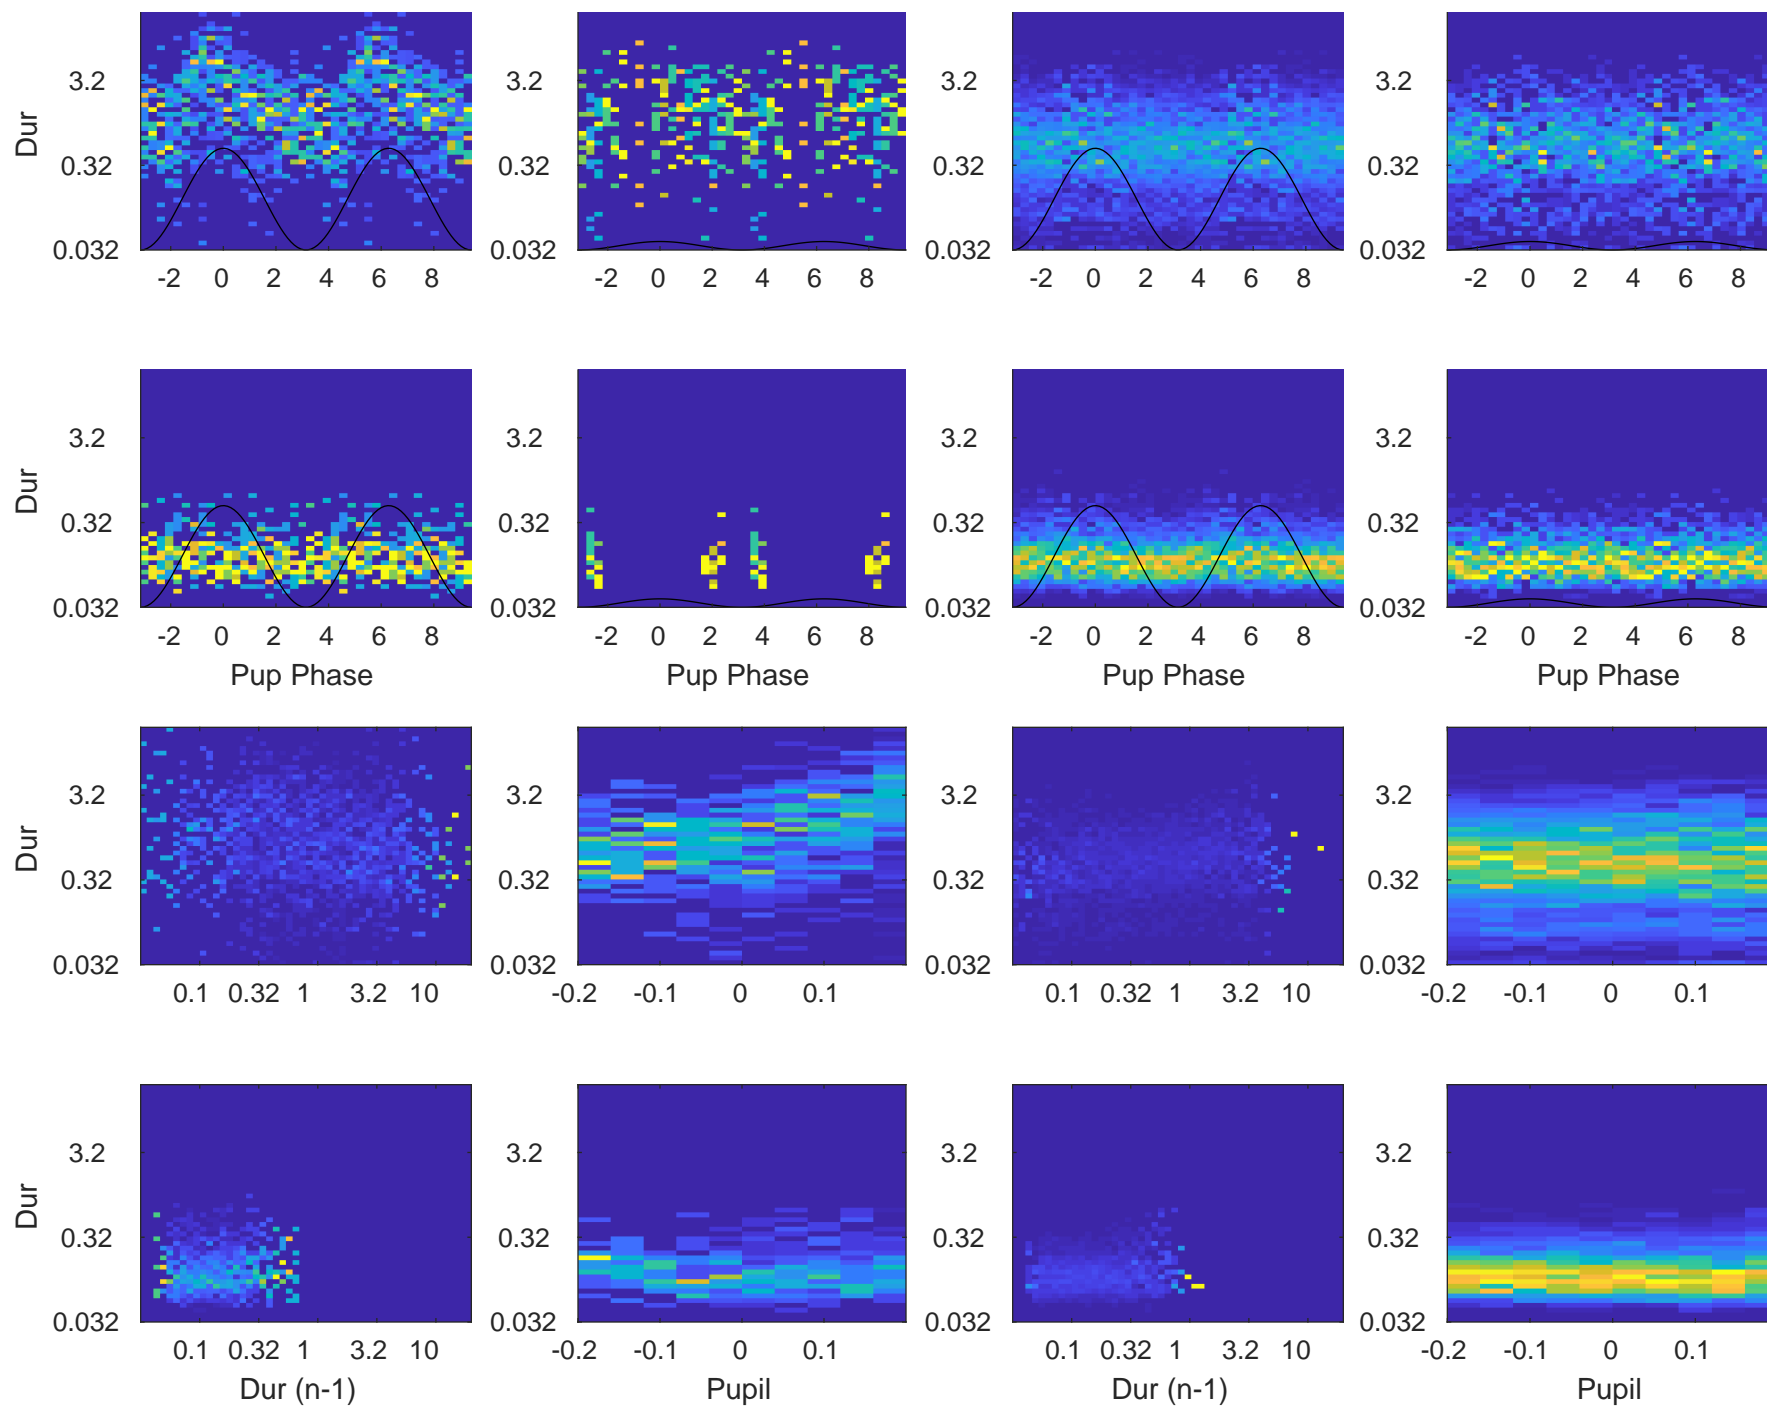 Dur
3.2 3.2 3.2 3.2
0.32 0.32 0.32 0.32
0.032 0.032 0.032 0.032
-2 0 2 4 6 8 -2 0 2 4 6 8 -2 0 2 4 6 8 -2 0 2 4 6 8
Dur
3.2 3.2 3.2 3.2
0.32 0.32 0.32 0.32
0.032 0.032 0.032 0.032
-2 0 2 4 6 8 -2 0 2 4 6 8 -2 0 2 4 6 8 -2 0 2 4 6 8
Pup Phase Pup Phase Pup Phase Pup Phase
Dur
3.2 3.2 3.2 3.2
0.32 0.32 0.32 0.32
0.032 0.032 0.032 0.032
0.1 0.32 1 3.2 10 -0.2 -0.1 0 0.1 0.1 0.32 1 3.2 10 -0.2 -0.1 0 0.1
Dur
3.2 3.2 3.2 3.2
0.32 0.32 0.32 0.32
0.032 0.032 0.032 0.032
0.1 0.32 1 3.2 10 -0.2 -0.1 0 0.1 0.1 0.32 1 3.2 10 -0.2 -0.1 0 0.1
Dur (n-1) Pupil Dur (n-1) Pupil